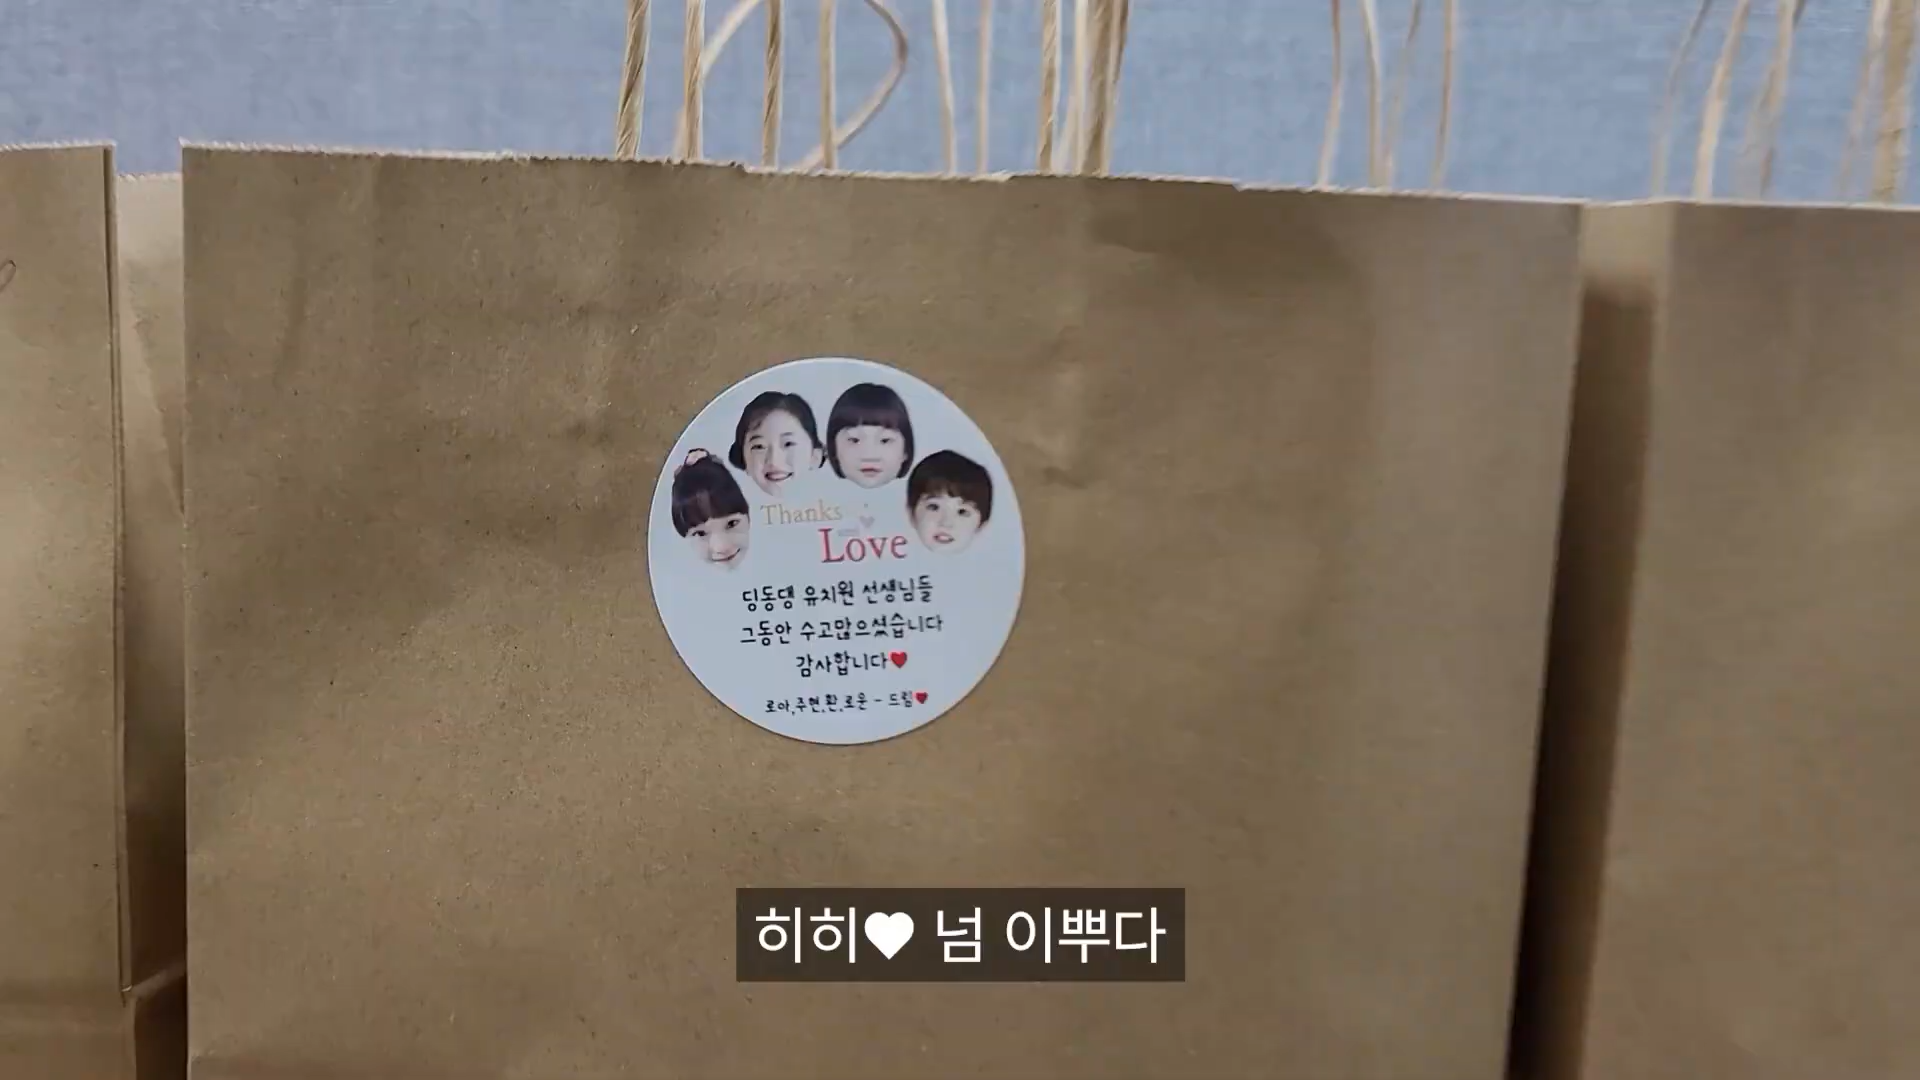 Thanks
Love
딩동댕 유치원 선생님들
그동안 수고많으셨습니다
감사합니다♥
로아,주현,환,로운 - 드림♥
히히♥ 넘 이뿌다